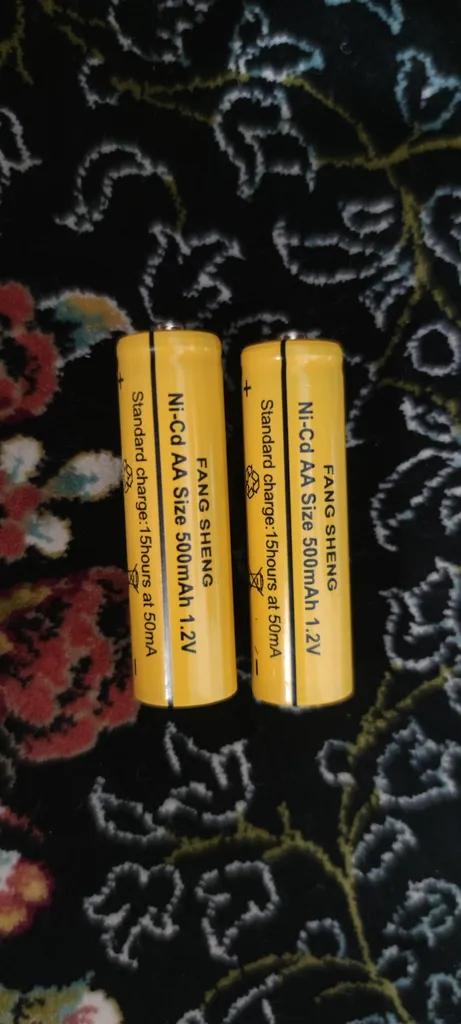 FANG SHENG
Ni-Cd AA Size 500mAh 1.2V
Standard charge:15hours at 50mA
+ -
FANG SHENG
Ni-Cd AA Size 500mAh 1.2V
Standard charge:15hours at 50mA
+ -